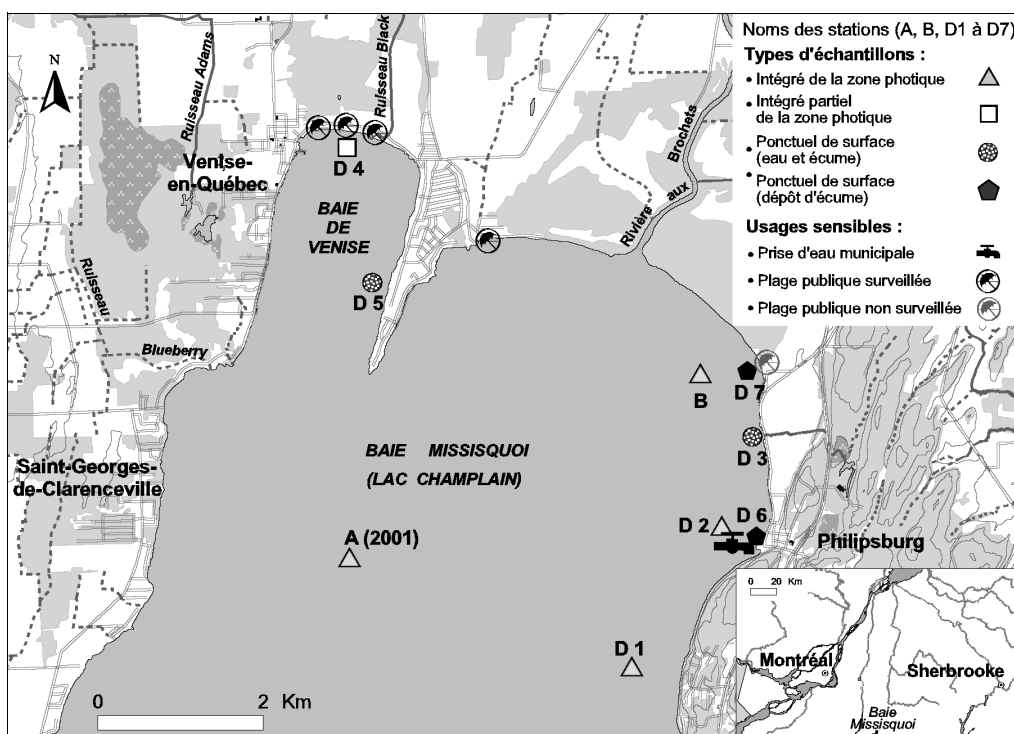 Noms des stations (A, B, D1 à D7)
Types d'échantillons :
• Intégré de la zone photique
• Intégré partiel
de la zone photique
• Ponctuel de surface
(eau et écume)
• Ponctuel de surface
(dépôt d'écume)
Usages sensibles :
• Prise d'eau municipale
• Plage publique surveillée
• Plage publique non surveillée
N
Ruisseau Adams
Ruisseau Black
Venise-
en-Québec
D 4
BAIE
DE
VENISE
D 5
Rivière aux Brochets
Ruisseau
Blueberry
B
D 7
D 3
Saint-Georges-
de-Clarenceville
BAIE MISSISQUOI
(LAC CHAMPLAIN)
A (2001)
D 2
D 6
Philipsburg
D 1
0 2 Km
0 20 Km
Montréal
Sherbrooke
Baie
Missisquoi